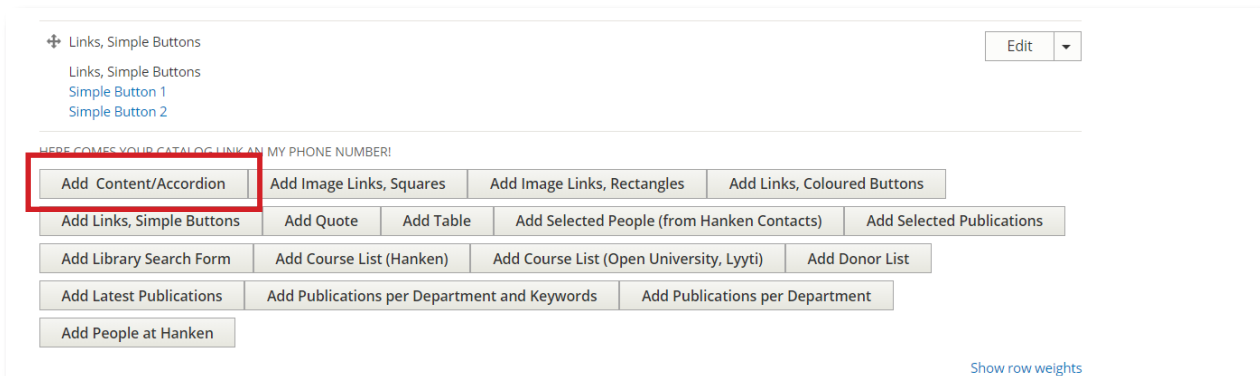 Links, Simple Buttons
Edit
Links, Simple Buttons
Simple Button 1
Simple Button 2
HERE COMES YOUR CATALOG LINK AN MY PHONE NUMBER!
Add Content/Accordion Add Image Links, Squares Add Image Links, Rectangles Add Links, Coloured Buttons
Add Links, Simple Buttons Add Quote Add Table Add Selected People (from Hanken Contacts) Add Selected Publications
Add Library Search Form Add Course List (Hanken) Add Course List (Open University, Lyyti) Add Donor List
Add Latest Publications Add Publications per Department and Keywords Add Publications per Department
Add People at Hanken
Show row weights